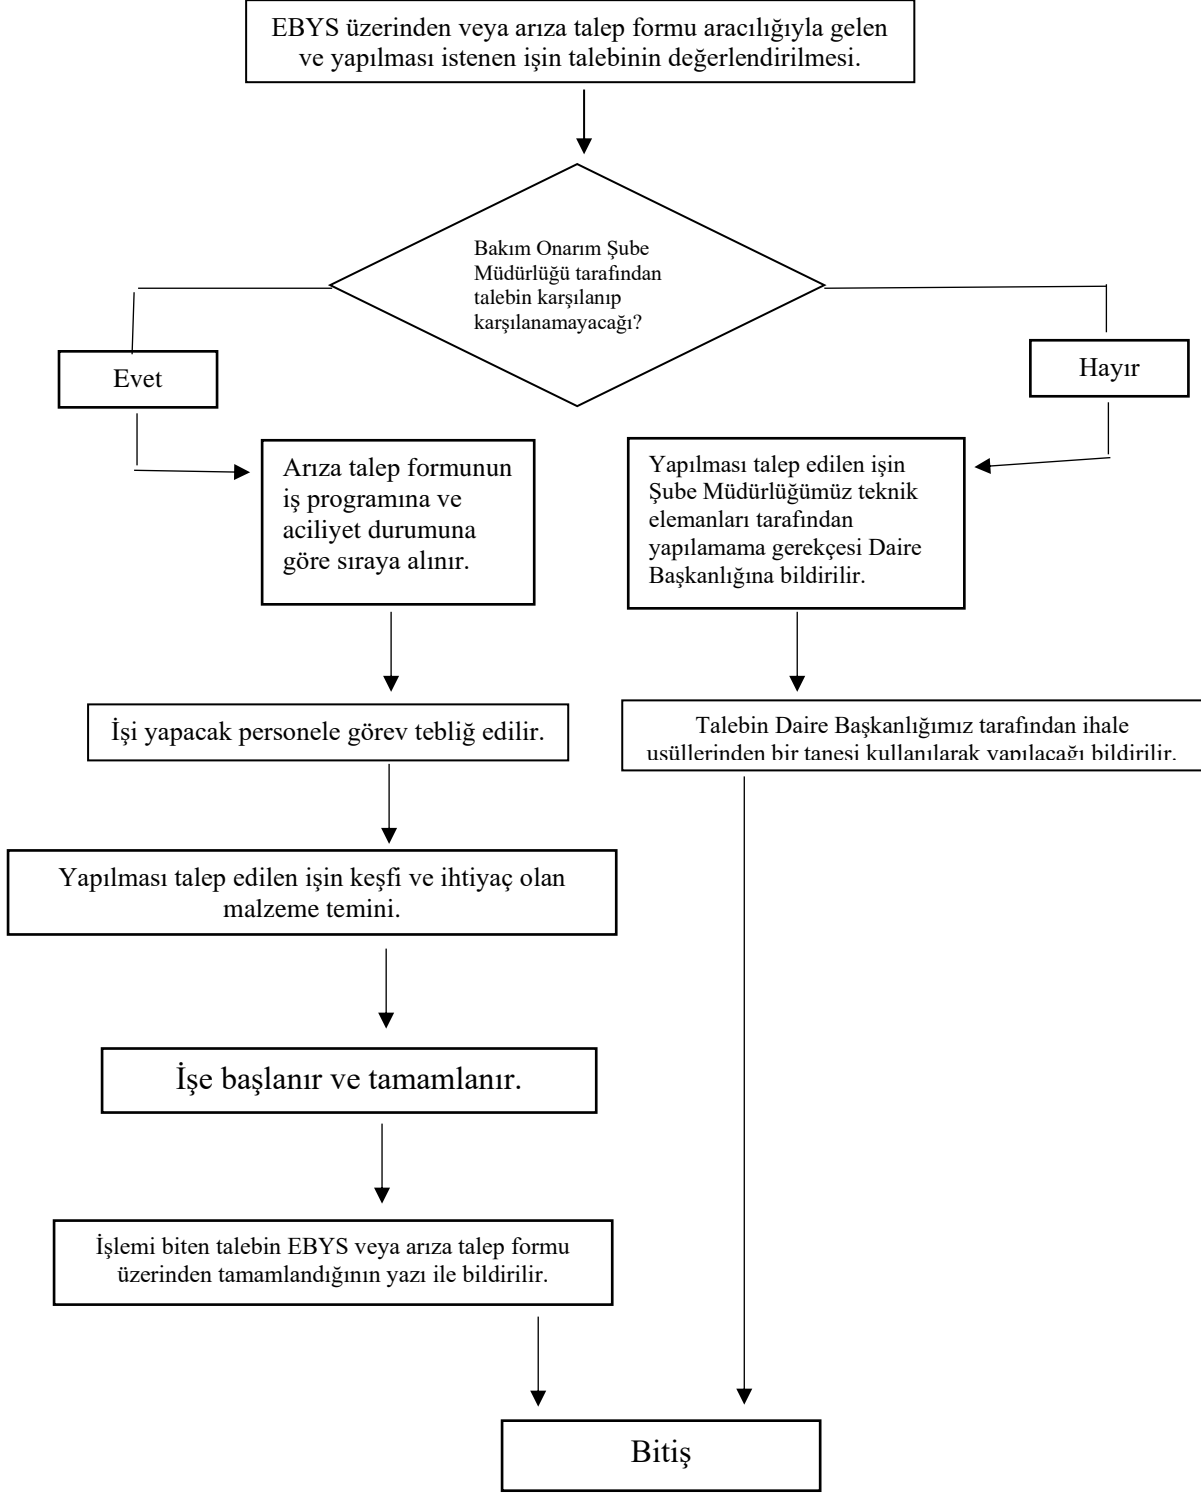 EBYS üzerinden veya arıza talep formu aracılığıyla gelen
ve yapılması istenen işin talebinin değerlendirilmesi.
Bakım Onarım Şube
Müdürlüğü tarafından
talebin karşılanıp
karşılanamayacağı?
Evet
Hayır
Arıza talep formunun
iş programına ve
aciliyet durumuna
göre sıraya alınır.
Yapılması talep edilen işin
Şube Müdürlüğümüz teknik
elemanları tarafından
yapılamama gerekçesi Daire
Başkanlığına bildirilir.
İşi yapacak personele görev tebliğ edilir.
Talebin Daire Başkanlığımız tarafından ihale
usüllerinden bir tanesi kullanılarak yapılacağı bildirilir.
Yapılması talep edilen işin keşfi ve ihtiyaç olan
malzeme temini.
İşe başlanır ve tamamlanır.
İşlemi biten talebin EBYS veya arıza talep formu
üzerinden tamamlandığının yazı ile bildirilir.
Bitiş